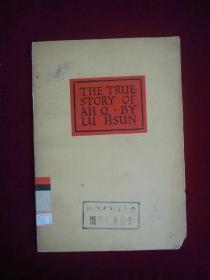 THE TRUE
STORY OF
AH Q · BY
LU HSUN